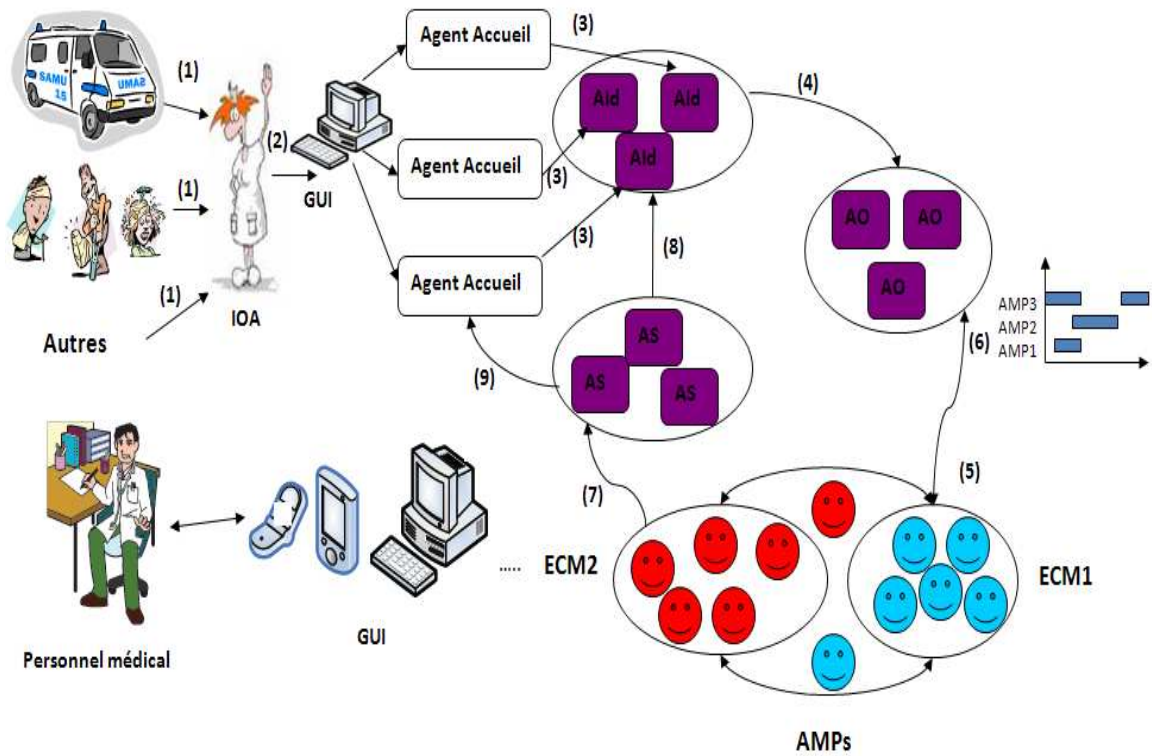 SAMU
15
UMAS
(1)
(1)
(1)
Autres
IOA
(2)
GUI
Agent Accueil
Agent Accueil
Agent Accueil
(3)
(3)
(3)
AId
AId
AId
(4)
AO
AO
AO
(8)
(9)
AS
AS
AS
(6)
AMP3
AMP2
AMP1
(5)
(7)
Personnel médical
GUI
.....
ECM2
ECM1
AMPs